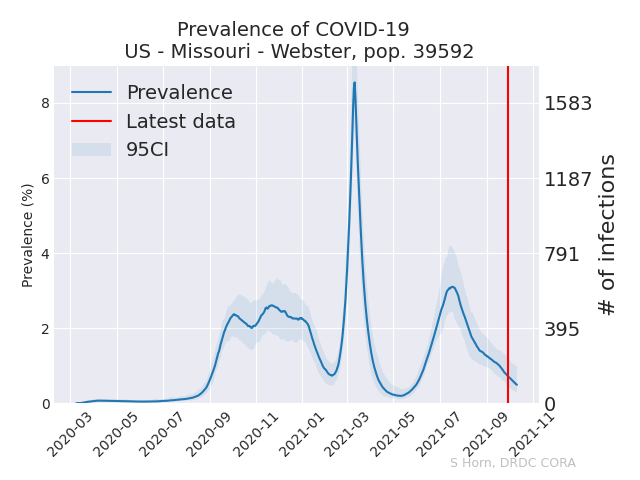 Prevalence of COVID-19
US - Missouri - Webster, pop. 39592
Prevalence
Latest data
95CI
Prevalence (%)
8
6
4
2
0
1583
1187
791
395
0
# of infections
2020-03
2020-05
2020-07
2020-09
2020-11
2021-01
2021-03
2021-05
2021-07
2021-09
2021-11
S Horn, DRDC CORA